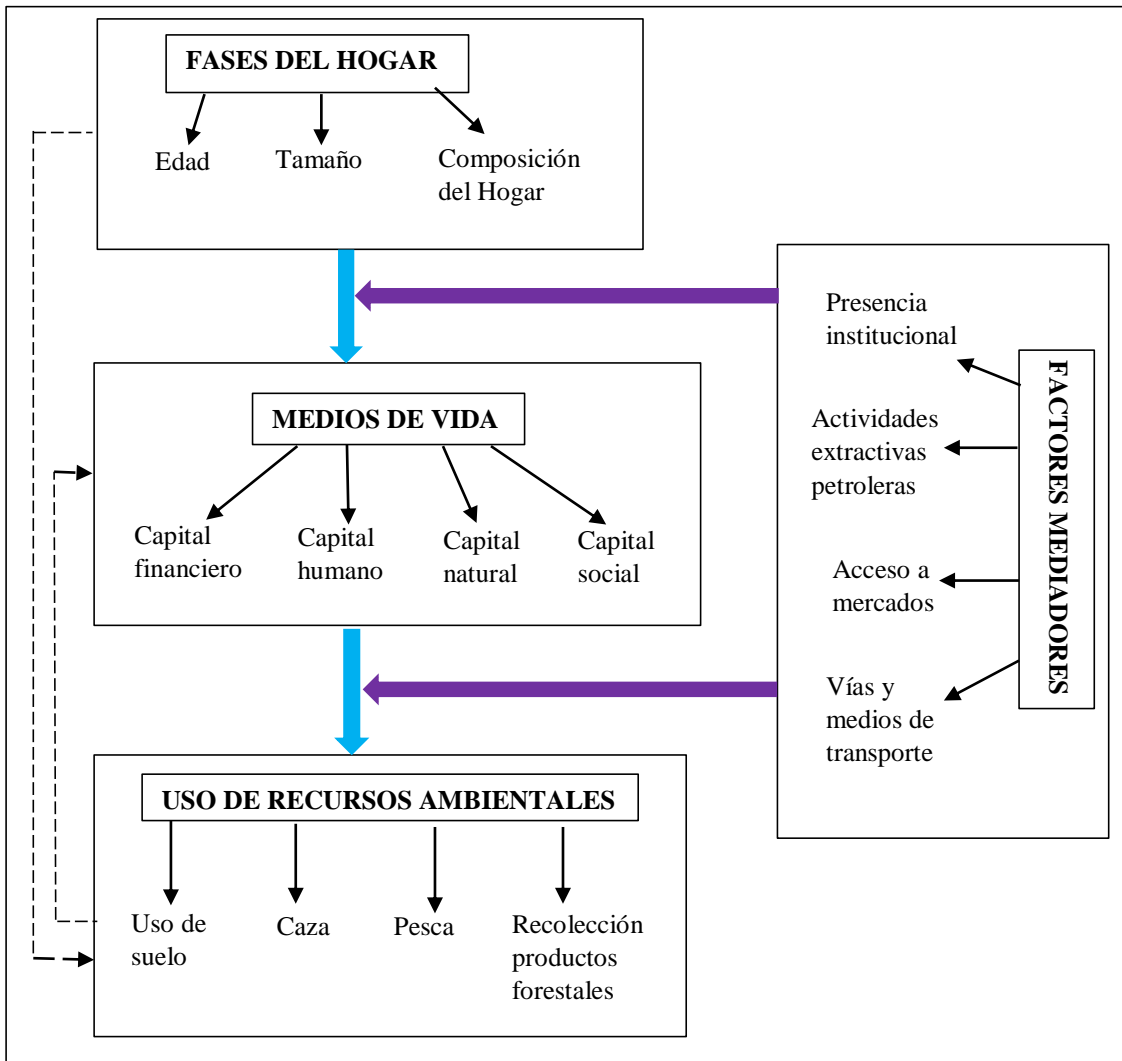 FASES DEL HOGAR
Edad
Tamaño
Composición
del Hogar
MEDIOS DE VIDA
Capital
financiero
Capital
humano
Capital
natural
Capital
social
USO DE RECURSOS AMBIENTALES
Uso de
suelo
Caza
Pesca
Recolección
productos
forestales
FACTORES MEDIADORES
Presencia
institucional
Actividades
extractivas
petroleras
Acceso a
mercados
Vías y
medios de
transporte